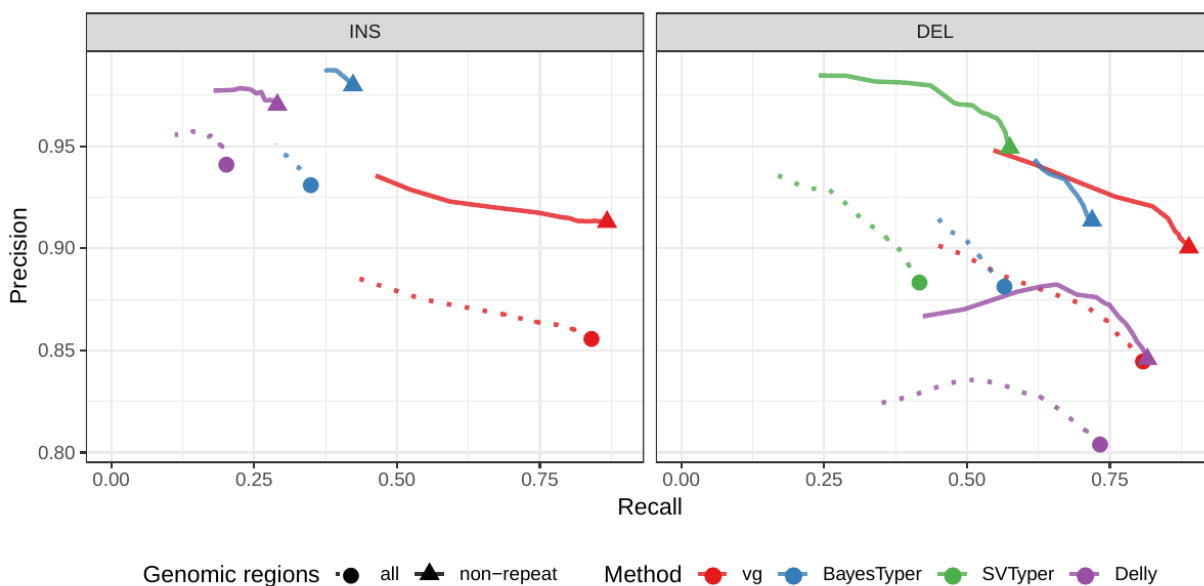 INS
DEL
Precision
0.95
0.90
0.85
0.80
0.00 0.25 0.50 0.75
0.00 0.25 0.50 0.75
Recall
Genomic regions all non−repeat Method vg BayesTyper SVTyper Delly